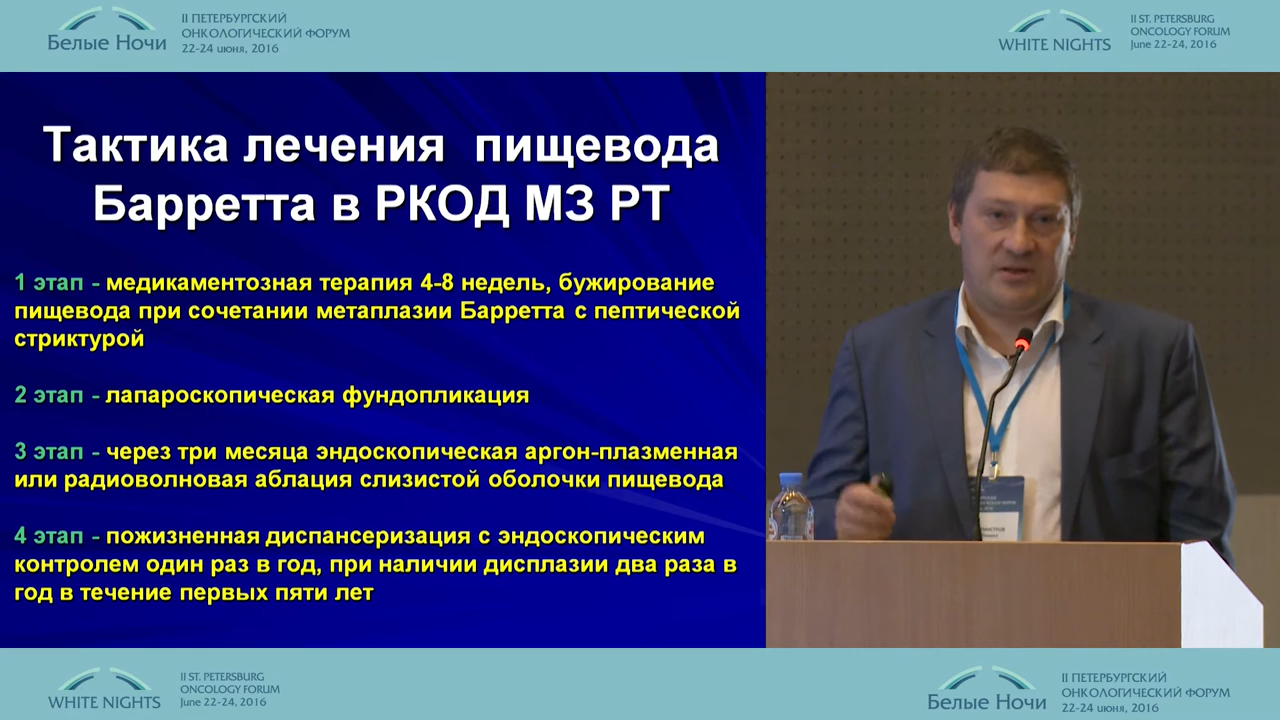 Белые Ночи
II ПЕТЕРБУРГСКИЙ
ОНКОЛОГИЧЕСКИЙ ФОРУМ
22-24 июня, 2016
WHITE NIGHTS
II ST. PETERSBURG
ONCOLOGY FORUM
June 22-24, 2016
Тактика лечения пищевода
Барретта в РКОД МЗ РТ
1 этап - медикаментозная терапия 4-8 недель, бужирование
пищевода при сочетании метаплазии Барретта с пептической
стриктурой
2 этап - лапароскопическая фундопликация
3 этап - через три месяца эндоскопическая аргон-плазменная
или радиоволновая аблация слизистой оболочки пищевода
4 этап - пожизненная диспансеризация с эндоскопическим
контролем один раз в год, при наличии дисплазии два раза в
год в течение первых пяти лет
WHITE NIGHTS
II ST. PETERSBURG
ONCOLOGY FORUM
June 22-24, 2016
Белые Ночи
II ПЕТЕРБУРГСКИЙ
ОНКОЛОГИЧЕСКИЙ ФОРУМ
22-24 июня, 2016